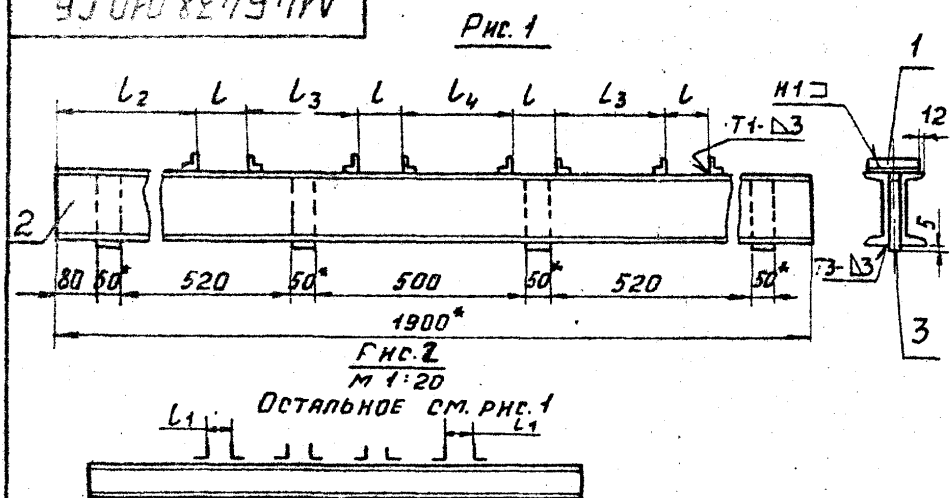 Рис. 1
l2 l l3 l l4 l l3 l
Т1-⊿3
Н1
1
12
2
5
Т3-⊿3
80 50* 520 50* 500 50* 520 50*
1900*
3
Рис. 2
М 1:20
Остальное см. рис. 1
l1 l1